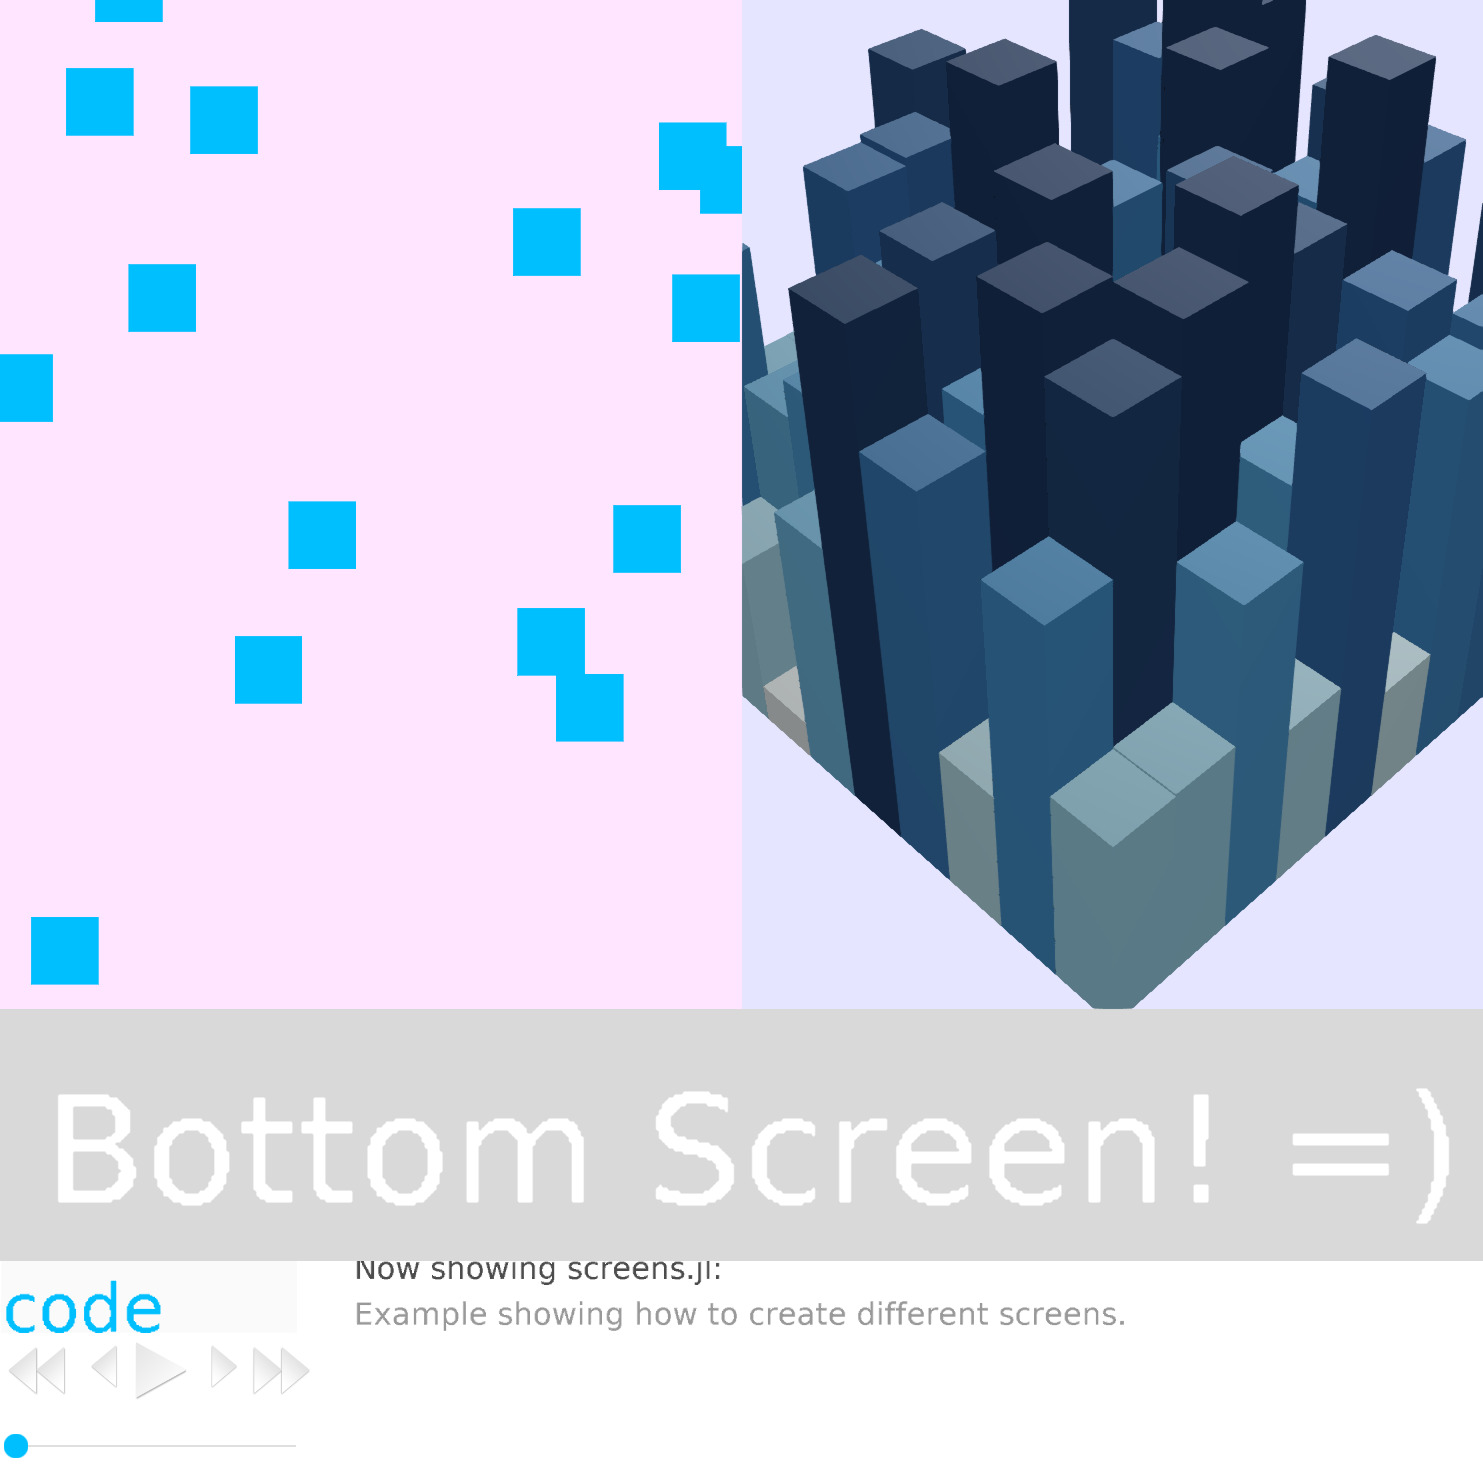 Bottom Screen! =)
Now showing screens.jl:
code
Example showing how to create different screens.